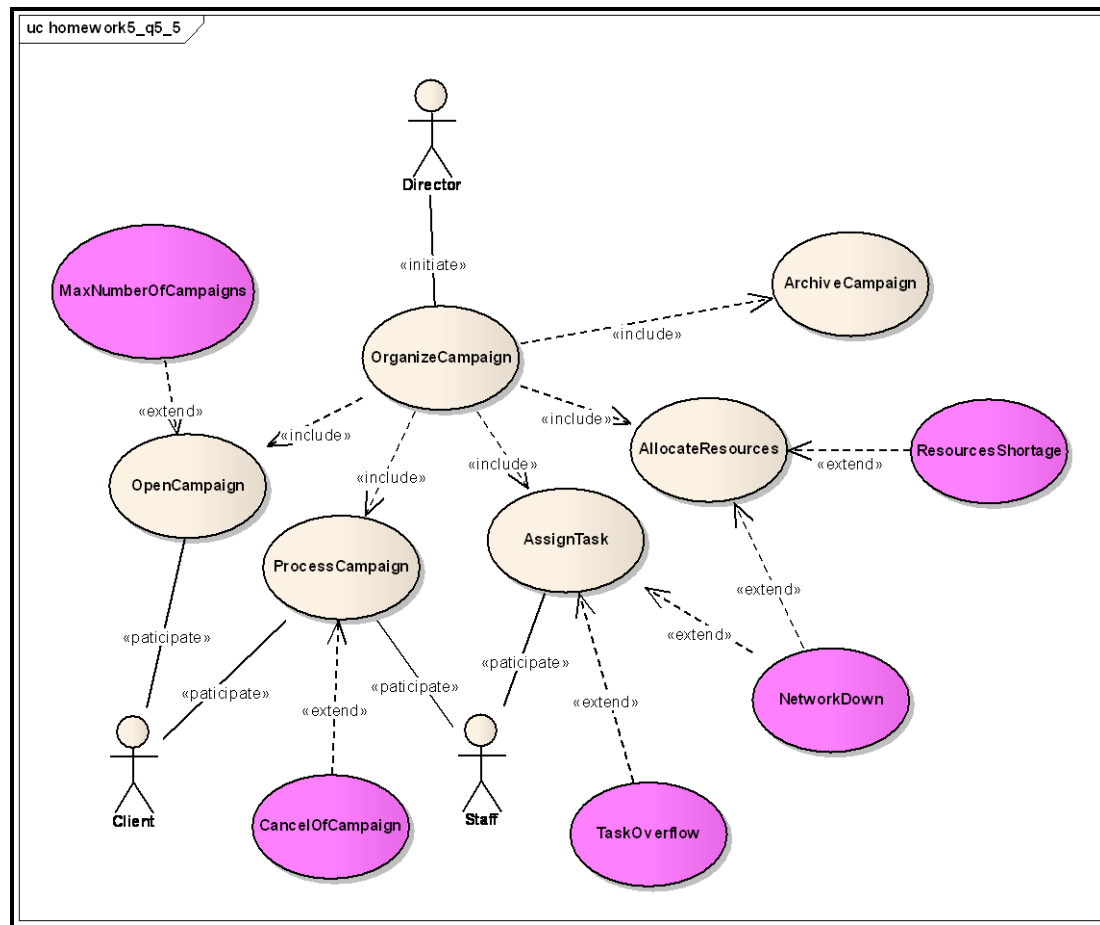 uc homework5_q5_5
Director
«initiate»
MaxNumberOfCampaigns
ArchiveCampaign
«include»
OrganizeCampaign
«extend»
«include»
«include»
AllocateResources
ResourcesShortage
«extend»
«include»
«include»
OpenCampaign
AssignTask
ProcessCampaign
«extend»
«extend»
«paticipate»
«paticipate»
«paticipate»
«paticipate»
NetworkDown
«extend»
«extend»
Client
CancelOfCampaign
Staff
TaskOverflow